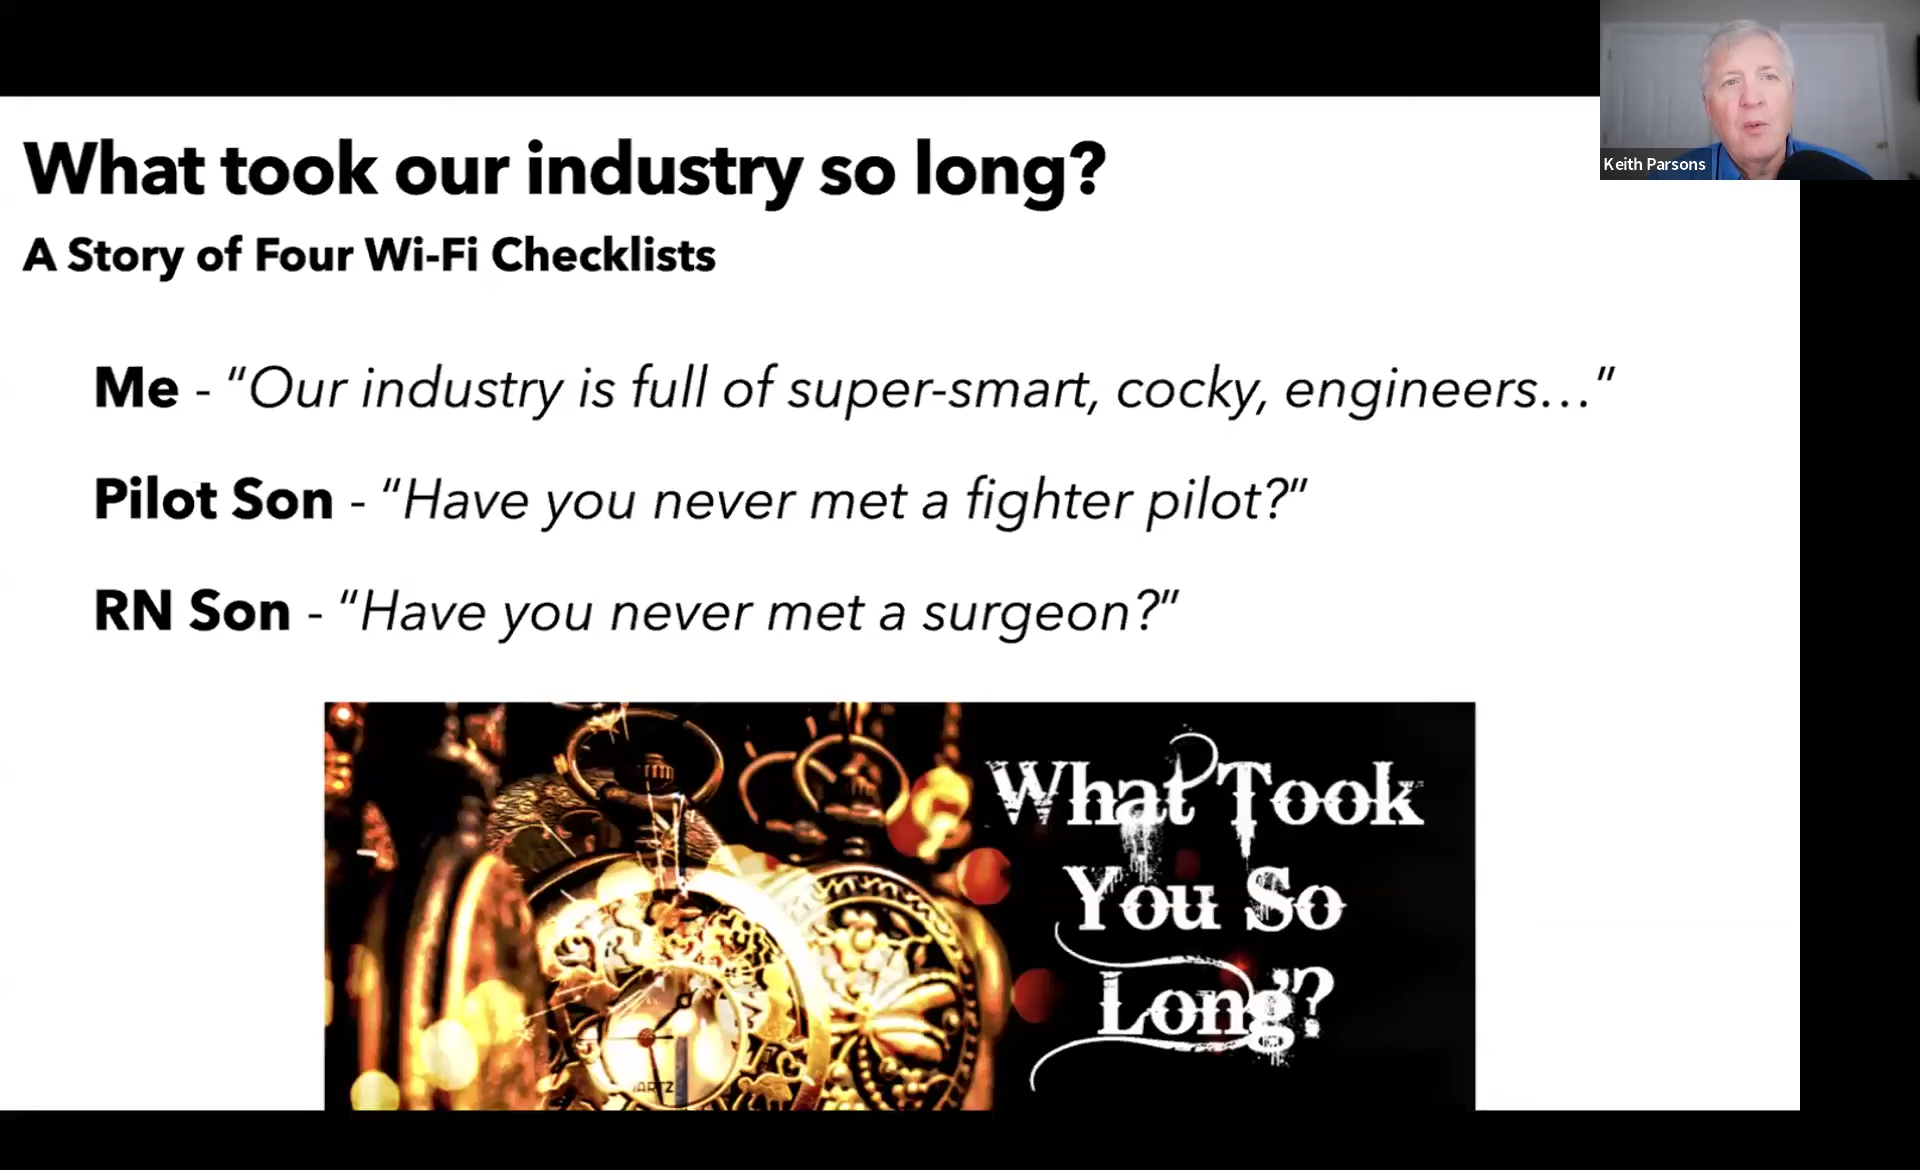 Keith Parsons
What took our industry so long?
A Story of Four Wi-Fi Checklists
Me - “Our industry is full of super-smart, cocky, engineers…”
Pilot Son - “Have you never met a fighter pilot?”
RN Son - “Have you never met a surgeon?”
What Took
You So
Long?